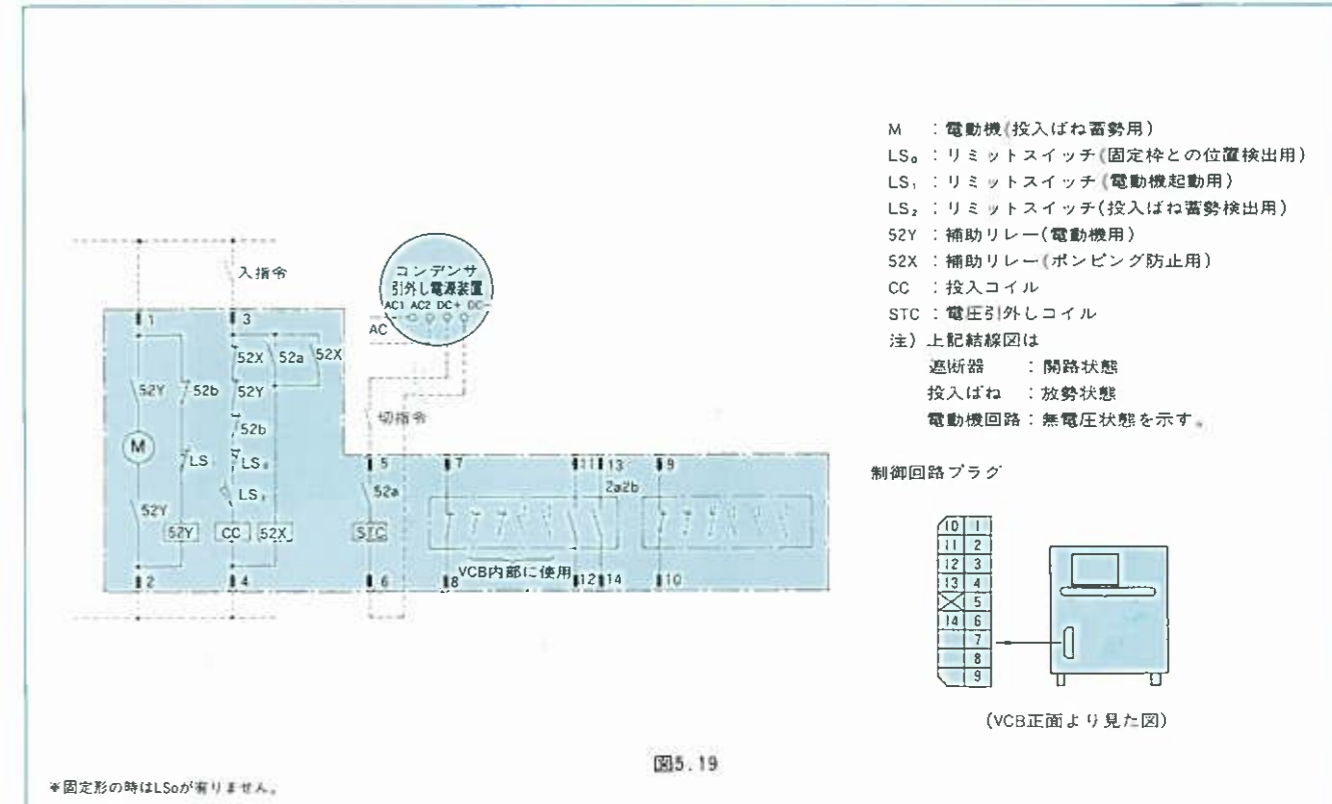 M :電動機(投入ばね蓄勢用)
LS₀:リミットスイッチ(固定枠との位置検出用)
LS₁:リミットスイッチ(電動機起動用)
LS₂:リミットスイッチ(投入ばね蓄勢検出用)
52Y:補助リレー(電動機用)
52X:補助リレー(ポンピング防止用)
CC :投入コイル
STC:電圧引外しコイル
注)上記結線図は
遮断器 :開路状態
投入ばね :放勢状態
電動機回路:無電圧状態を示す。
入指令
コンデンサ
引外し電源装置
AC1 AC2 DC+ DC-
AC
切指令
1
3
52X 52a 52X
52Y 52b 52Y
52b
M
LS
LS₀
LS
52Y
52Y CC 52X
2
4
5 7 11 13 9
52a 2a2b
STC
VCB内部に使用
6 8 12 14 10
制御回路プラグ
10 1
11 2
12 3
13 4
5
14 6
7
8
9
(VCB正面より見た図)
図5.19
※固定形の時はLSoが有りません。